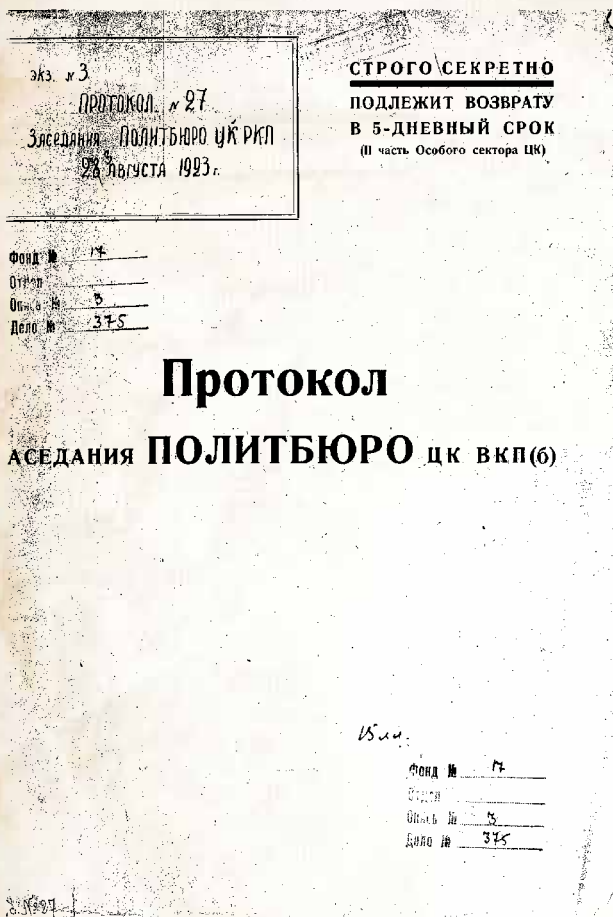 экз. № 3
ПРОТОКОЛ № 27
Заседания ПОЛИТБЮРО ЦК РКП
28 Августа 1923 г.
СТРОГО СЕКРЕТНО
ПОДЛЕЖИТ ВОЗВРАТУ
В 5-ДНЕВНЫЙ СРОК
(II часть Особого сектора ЦК)
Фонд № 17
Отдел
Опись № 3
Дело № 375
Протокол
АСЕДАНИЯ ПОЛИТБЮРО ЦК ВКП(б)
15 лл.
Фонд № 17
Отдел
Опись № 3
Дело № 375